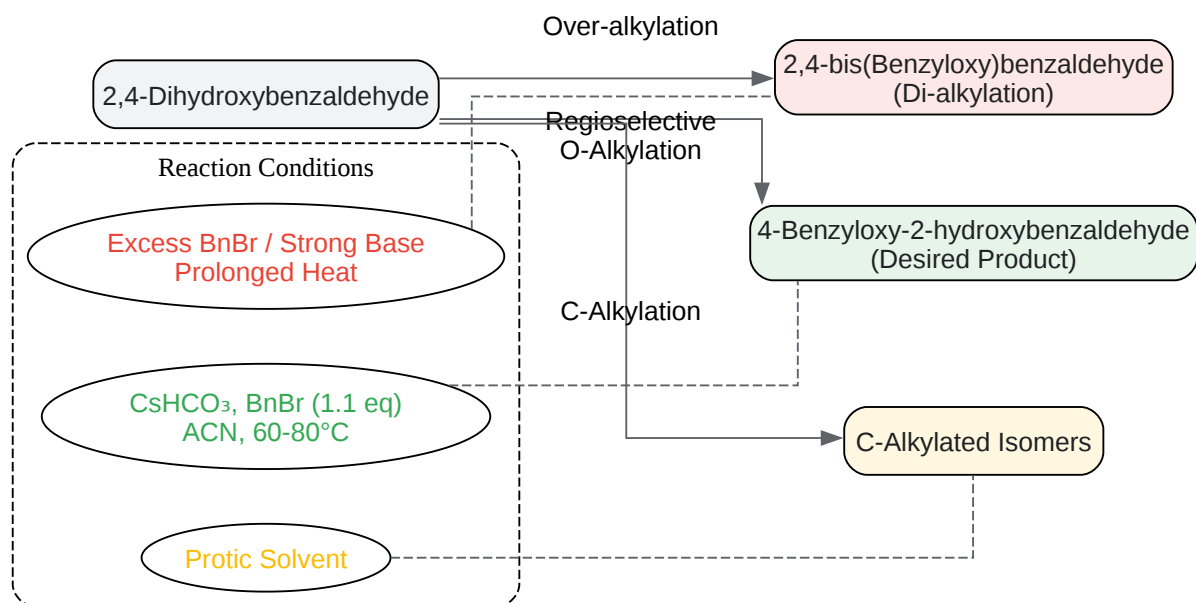 Over-alkylation
2,4-Dihydroxybenzaldehyde
2,4-bis(Benzyloxy)benzaldehyde
(Di-alkylation)
Regioselective
O-Alkylation
Reaction Conditions
Excess BnBr / Strong Base
Prolonged Heat
4-Benzyloxy-2-hydroxybenzaldehyde
(Desired Product)
C-Alkylation
CsHCO₃, BnBr (1.1 eq)
ACN, 60-80°C
C-Alkylated Isomers
Protic Solvent